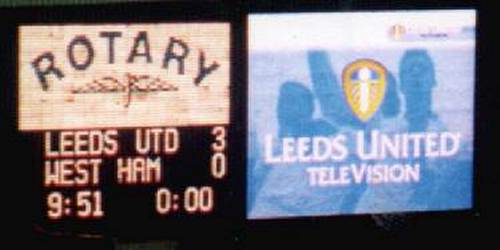 ROTARY
LEEDS UTD 3
WEST HAM 0
9:51 0:00
LEEDS UNITED
TELEVISION